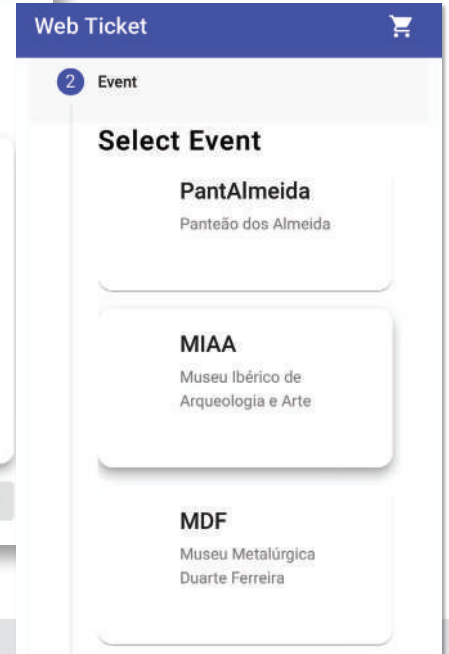 Web Ticket
2 Event
Select Event
PantAlmeida
Panteão dos Almeida
MIAA
Museu Ibérico de
Arqueologia e Arte
MDF
Museu Metalúrgica
Duarte Ferreira